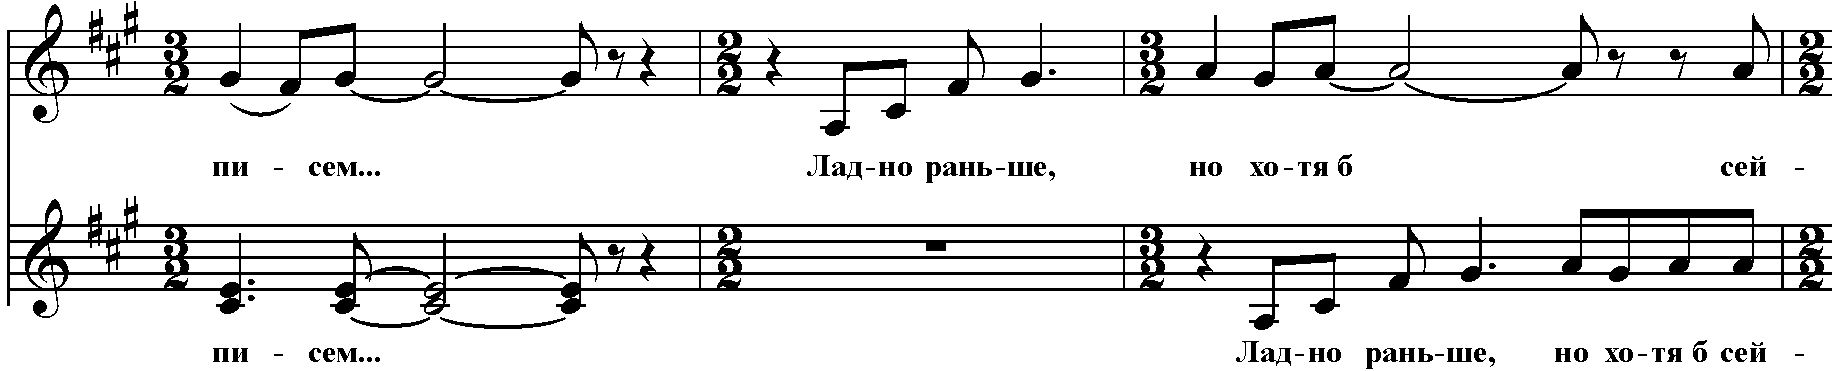 пи - сем... Лад-но рань-ше, но хо-тя б сей -
пи - сем... Лад-но рань-ше, но хо-тя б сей -